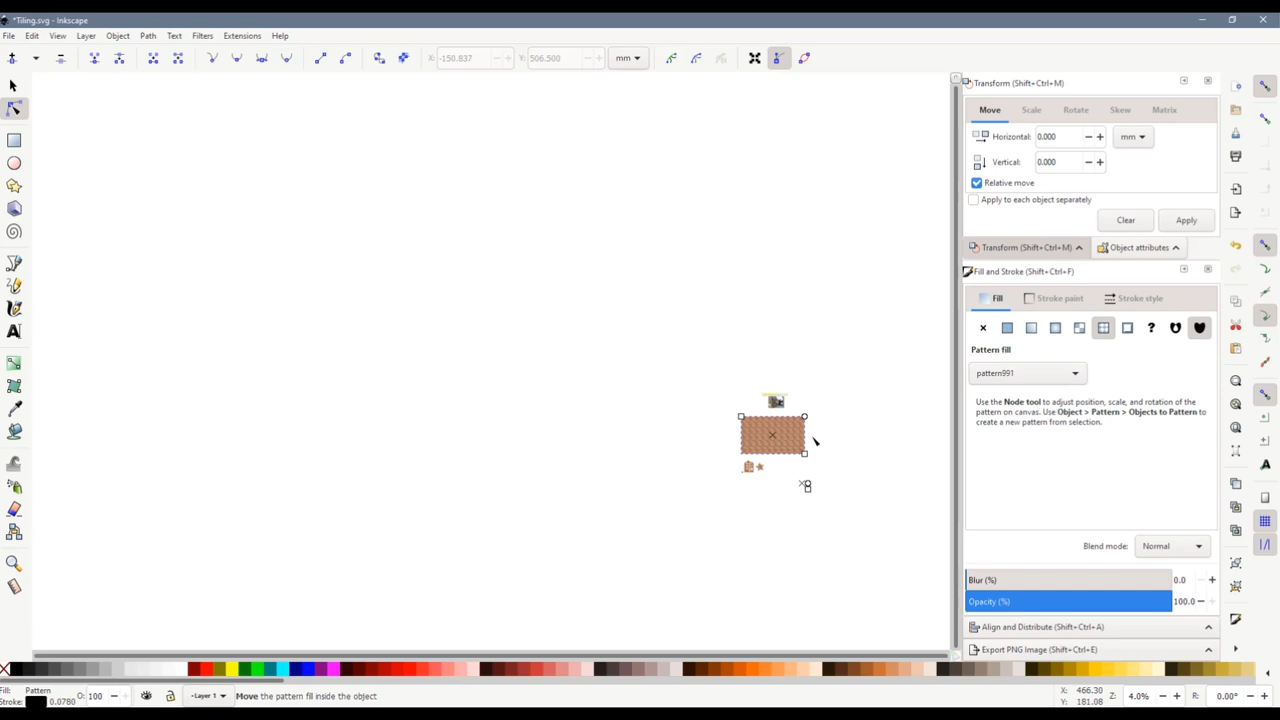 *Tiling.svg - Inkscape
File Edit View Layer Object Path Text Filters Extensions Help
X: -150.837 Y: 506.500 mm
Transform (Shift+Ctrl+M)
Move Scale Rotate Skew Matrix
Horizontal: 0.000 mm
Vertical: 0.000
Relative move
Apply to each object separately
Clear Apply
Transform (Shift+Ctrl+M) Object attributes
Fill and Stroke (Shift+Ctrl+F)
Fill Stroke paint Stroke style
Pattern fill
pattern991
Use the Node tool to adjust position, scale, and rotation of the
pattern on canvas. Use Object > Pattern > Objects to Pattern to
create a new pattern from selection.
Blend mode: Normal
Blur (%) 0.0
Opacity (%) 100.0
Align and Distribute (Shift+Ctrl+A)
Export PNG Image (Shift+Ctrl+E)
Fill: Pattern O: 100 Layer 1 Move the pattern fill inside the object X: 466.30 Z: 4.0% R: 0.00°
Stroke: 0.0780 Y: 181.08